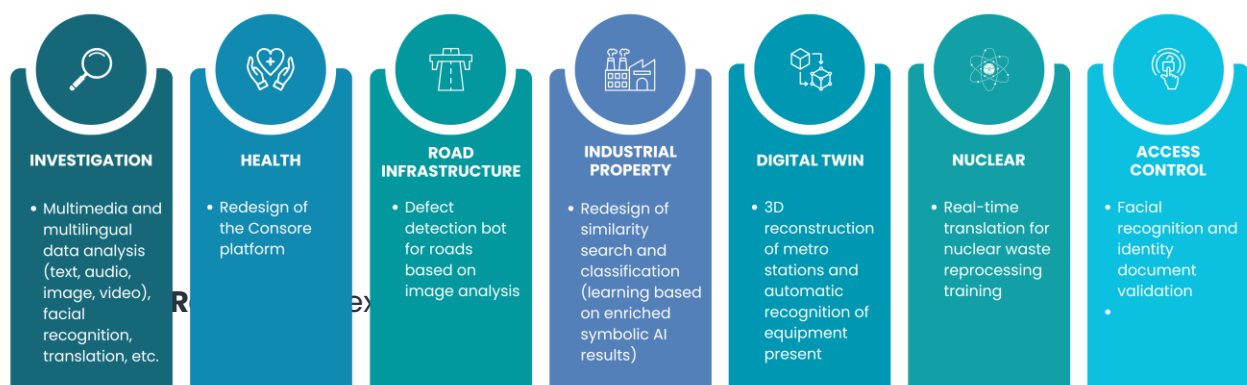 INVESTIGATION
• Multimedia and
multilingual
data analysis
(text, audio,
image, video),
facial
recognition,
translation, etc.
HEALTH
• Redesign of
the Consore
platform
ROAD
INFRASTRUCTURE
• Defect
detection bot
for roads
based on
image analysis
INDUSTRIAL
PROPERTY
• Redesign of
similarity
search and
classification
(learning based
on enriched
symbolic AI
results)
DIGITAL TWIN
• 3D
reconstruction
of metro
stations and
automatic
recognition of
equipment
present
NUCLEAR
• Real-time
translation for
nuclear waste
reprocessing
training
ACCESS
CONTROL
• Facial
recognition and
identity
document
validation
•